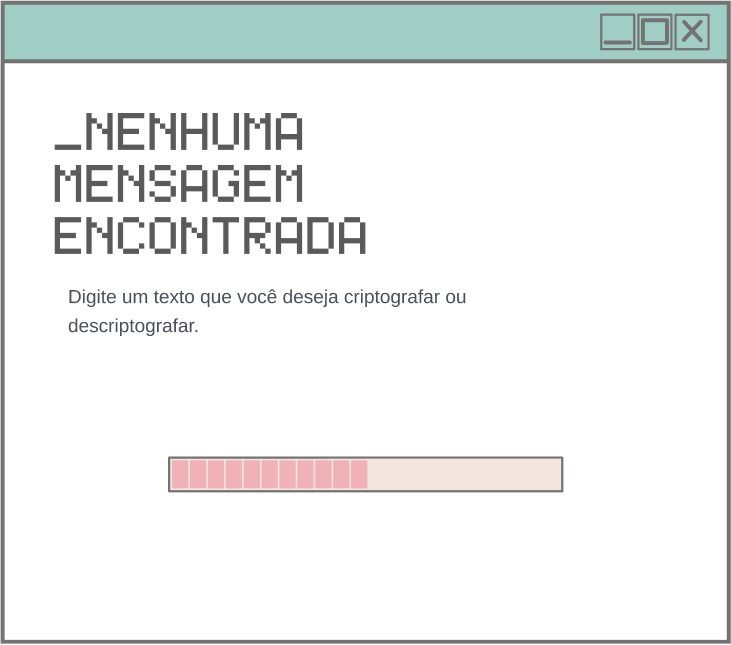 _NENHUMA
MENSAGEM
ENCONTRADA
Digite um texto que você deseja criptografar ou
descriptografar.